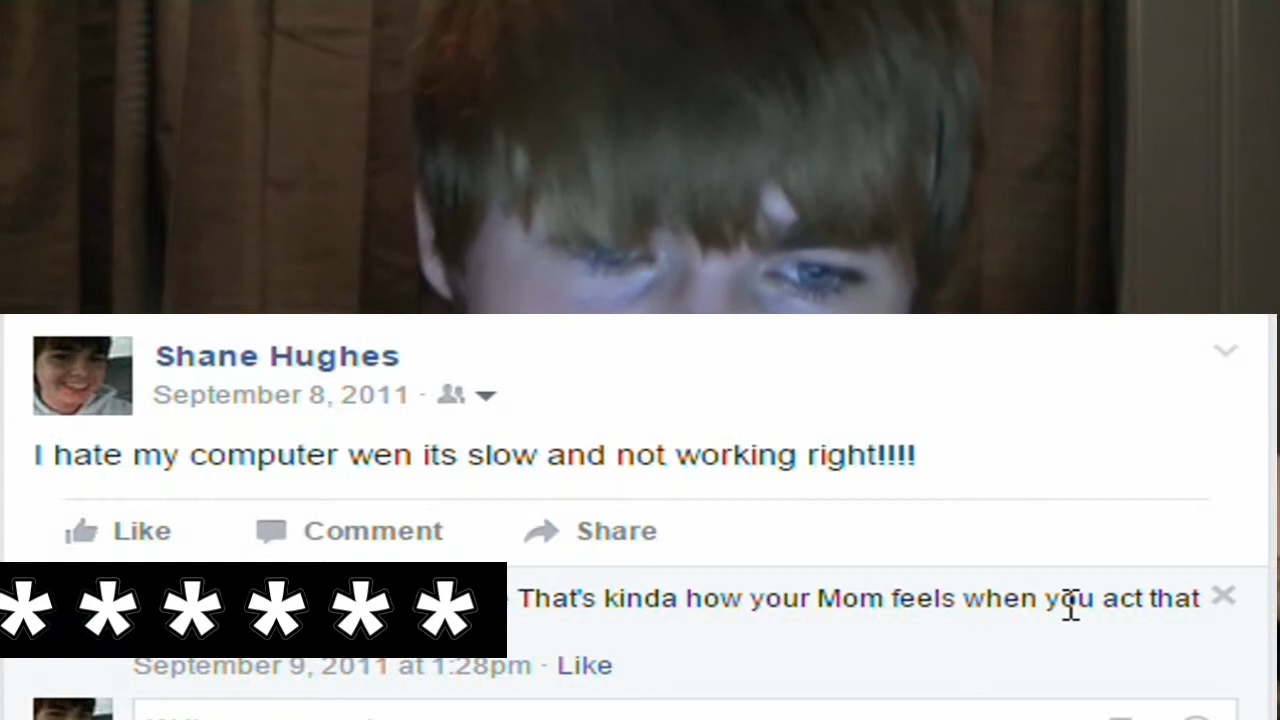 Shane Hughes
September 8, 2011 ·
I hate my computer wen its slow and not working right!!!!
Like Comment Share
****** That's kinda how your Mom feels when you act that
September 9, 2011 at 1:28pm · Like